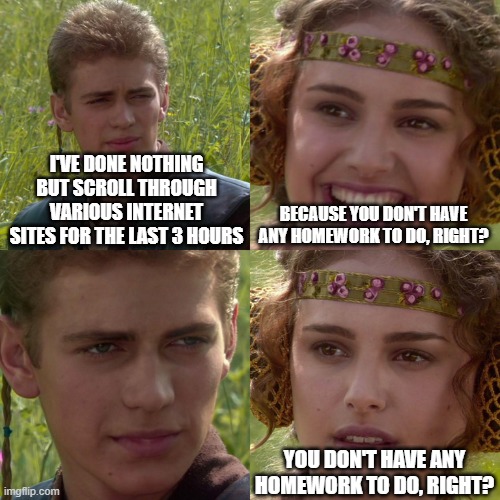 I'VE DONE NOTHING
BUT SCROLL THROUGH
VARIOUS INTERNET
SITES FOR THE LAST 3 HOURS
BECAUSE YOU DON'T HAVE
ANY HOMEWORK TO DO, RIGHT?
YOU DON'T HAVE ANY
HOMEWORK TO DO, RIGHT?
imgflip.com